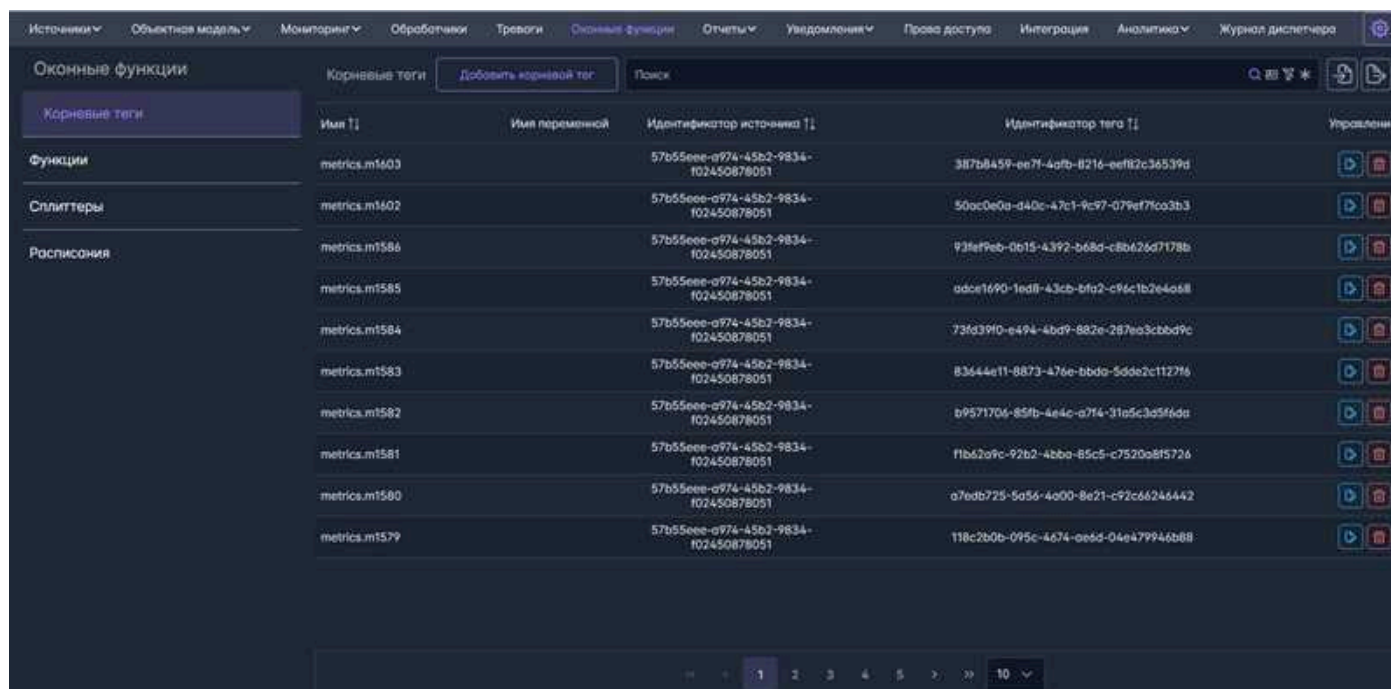 Источники Объектная модель Мониторинг Обработчики Тревоги Оконные функции Отчеты Уведомления Права доступа Интеграция Аналитика Журнал диспетчера
Оконные функции
Корневые теги
Функции
Сплиттеры
Расписания
Корневые теги Добавить корневой тег Поиск
Имя Имя переменной Идентификатор источника Идентификатор тега Управлени
metrics.m1603 57b55eee-a974-45b2-9834-f02450878051 387b8459-ee7f-4afb-8216-eef82c36539d
metrics.m1602 57b55eee-a974-45b2-9834-f02450878051 50ac0e0a-d40c-47c1-9c97-079ef7fca3b3
metrics.m1586 57b55eee-a974-45b2-9834-f02450878051 93fef9eb-0b15-4392-b68d-c8b626d7178b
metrics.m1585 57b55eee-a974-45b2-9834-f02450878051 adce1690-1ed8-43cb-bfa2-c96c1b2e4a68
metrics.m1584 57b55eee-a974-45b2-9834-f02450878051 73fd39f0-e494-4bd9-882e-287ea3cbbd9c
metrics.m1583 57b55eee-a974-45b2-9834-f02450878051 83644e11-8873-476e-bbda-5dde2c1127f6
metrics.m1582 57b55eee-a974-45b2-9834-f02450878051 b9571706-85fb-4e4c-a7f4-31a5c3d5f6da
metrics.m1581 57b55eee-a974-45b2-9834-f02450878051 f1b62a9c-92b2-4bba-85c5-c7520a8f5726
metrics.m1580 57b55eee-a974-45b2-9834-f02450878051 a7edb725-5a56-4a00-8e21-c92c66246442
metrics.m1579 57b55eee-a974-45b2-9834-f02450878051 118c2b0b-095c-4674-ae6d-04e479946b88
1 2 3 4 5 10